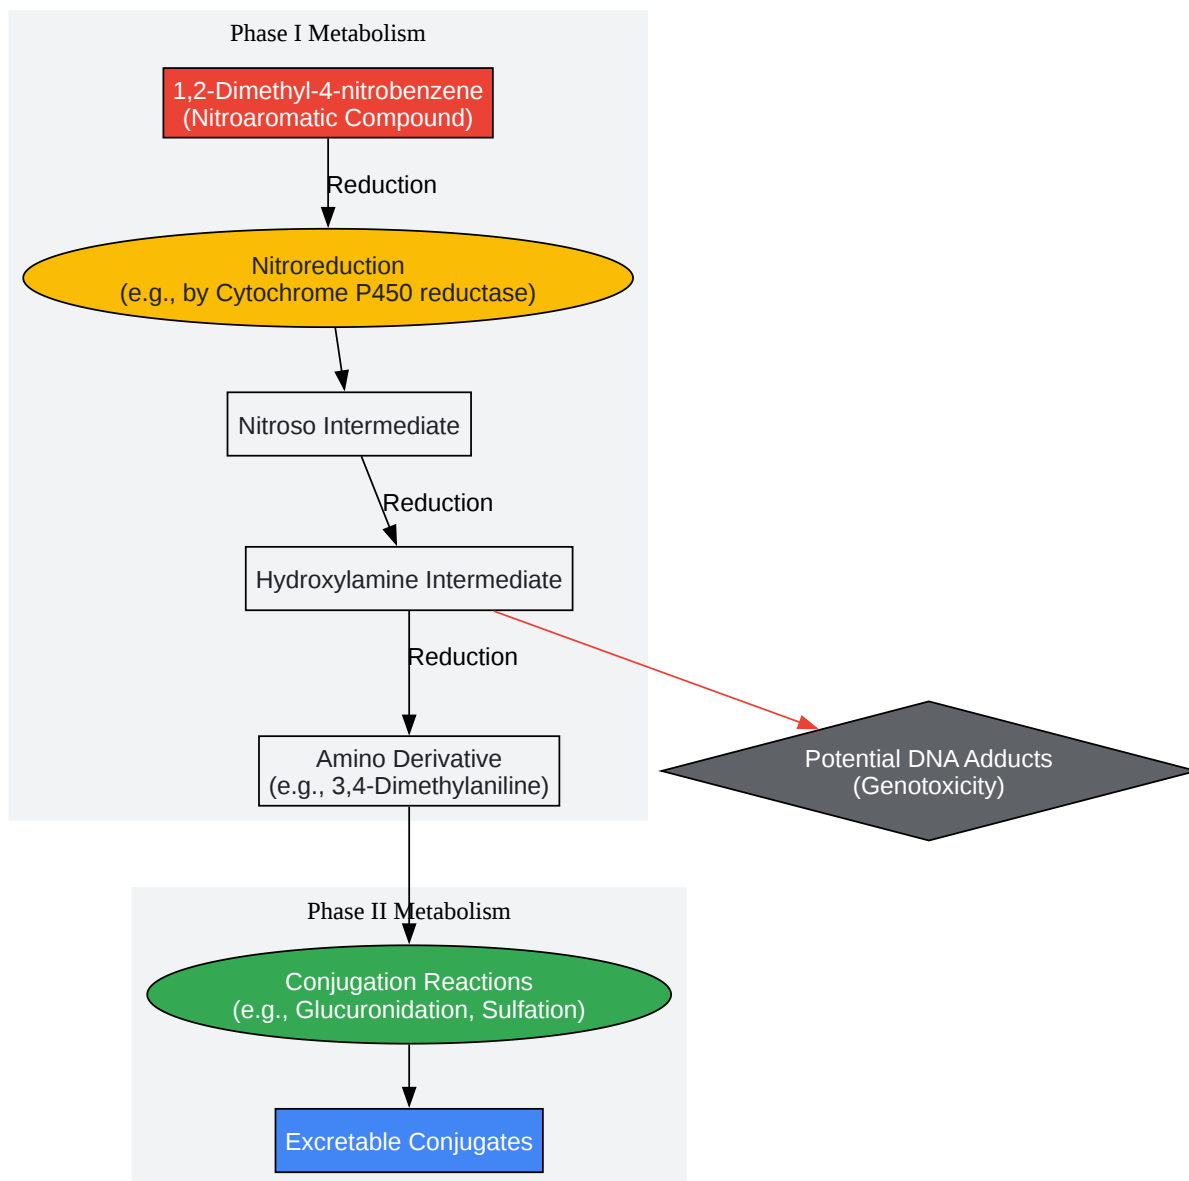 Phase I Metabolism
1,2-Dimethyl-4-nitrobenzene
(Nitroaromatic Compound)
Reduction
Nitroreduction
(e.g., by Cytochrome P450 reductase)
Nitroso Intermediate
Reduction
Hydroxylamine Intermediate
Reduction
Amino Derivative
(e.g., 3,4-Dimethylaniline)
Potential DNA Adducts
(Genotoxicity)
Phase II Metabolism
Conjugation Reactions
(e.g., Glucuronidation, Sulfation)
Excretable Conjugates